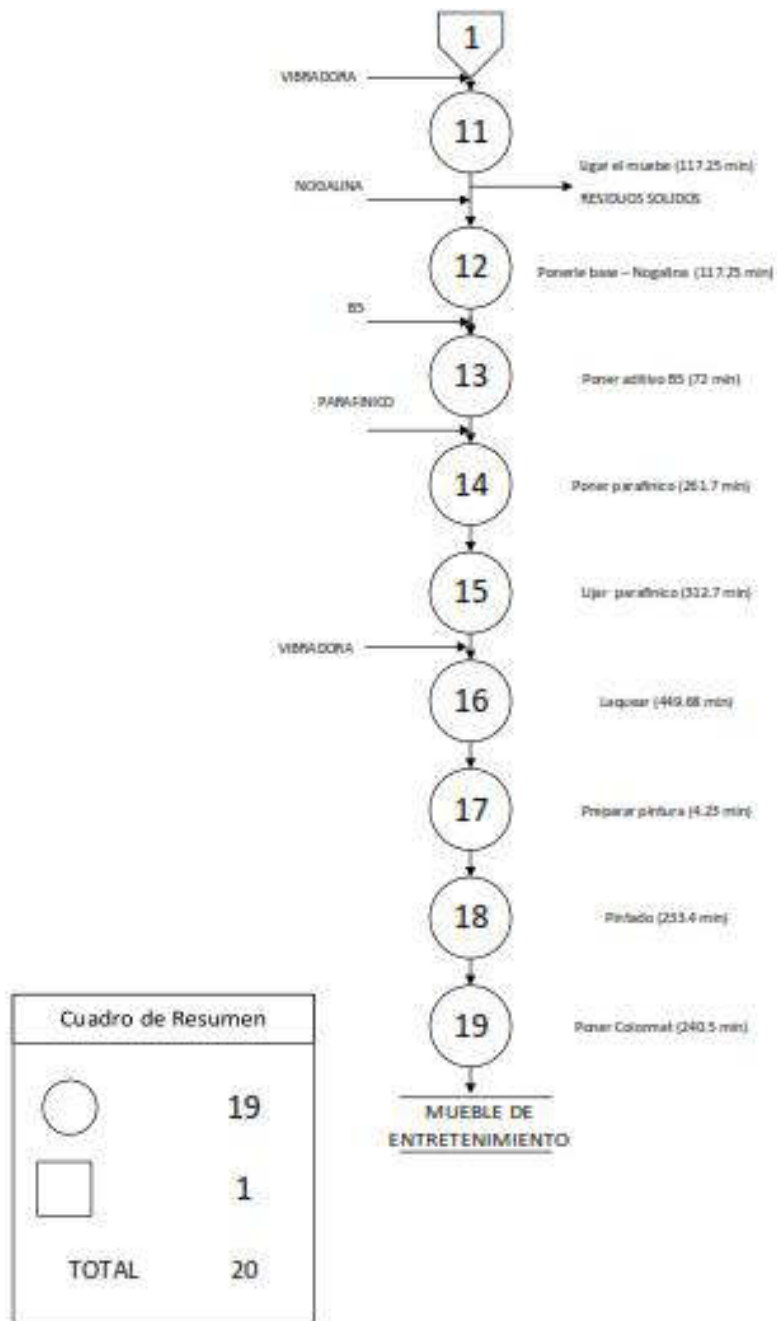 1
VIBRADORA
11
Ligar el mueble (117.25 min)
NOGALINA
RESIDUOS SOLIDOS
12
Ponerle base – Nogalina (117.25 min)
B5
13
Poner aditivo B5 (72 min)
PARAFINICO
14
Poner parafinico (261.7 min)
15
Lijar parafinico (312.7 min)
VIBRADORA
16
Laquear (449.68 min)
17
Preparar pintura (4.25 min)
18
Pintado (233.4 min)
19
Poner Colormat (240.5 min)
MUEBLE DE
ENTRETENIMIENTO
Cuadro de Resumen
19
1
TOTAL 20